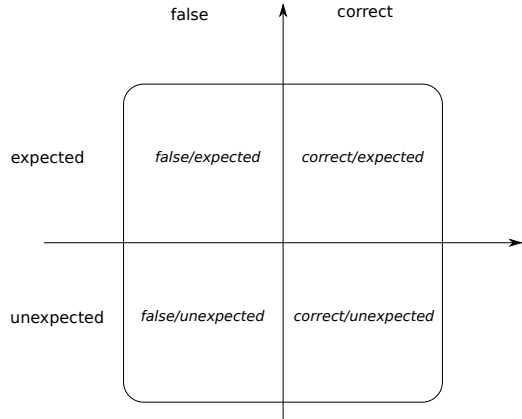 false
correct
expected
false/expected
correct/expected
unexpected
false/unexpected
correct/unexpected